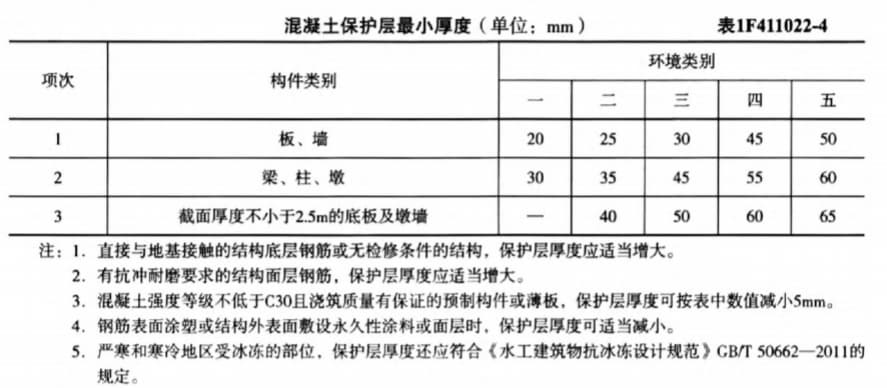 混凝土保护层最小厚度（单位：mm） 表1F411022-4
项次 构件类别 环境类别
一 二 三 四 五
1 板、墙 20 25 30 45 50
2 梁、柱、墩 30 35 45 55 60
3 截面厚度不小于2.5m的底板及墩墙 — 40 50 60 65
注：1．直接与地基接触的结构底层钢筋或无检修条件的结构，保护层厚度应适当增大。
2．有抗冲耐磨要求的结构面层钢筋，保护层厚度应适当增大。
3．混凝土强度等级不低于C30且浇筑质量有保证的预制构件或薄板，保护层厚度可按表中数值减小5mm。
4．钢筋表面涂塑或结构外表面敷设永久性涂料或面层时，保护层厚度可适当减小。
5．严寒和寒冷地区受冰冻的部位，保护层厚度还应符合《水工建筑物抗冰冻设计规范》GB/T 50662—2011的
规定。